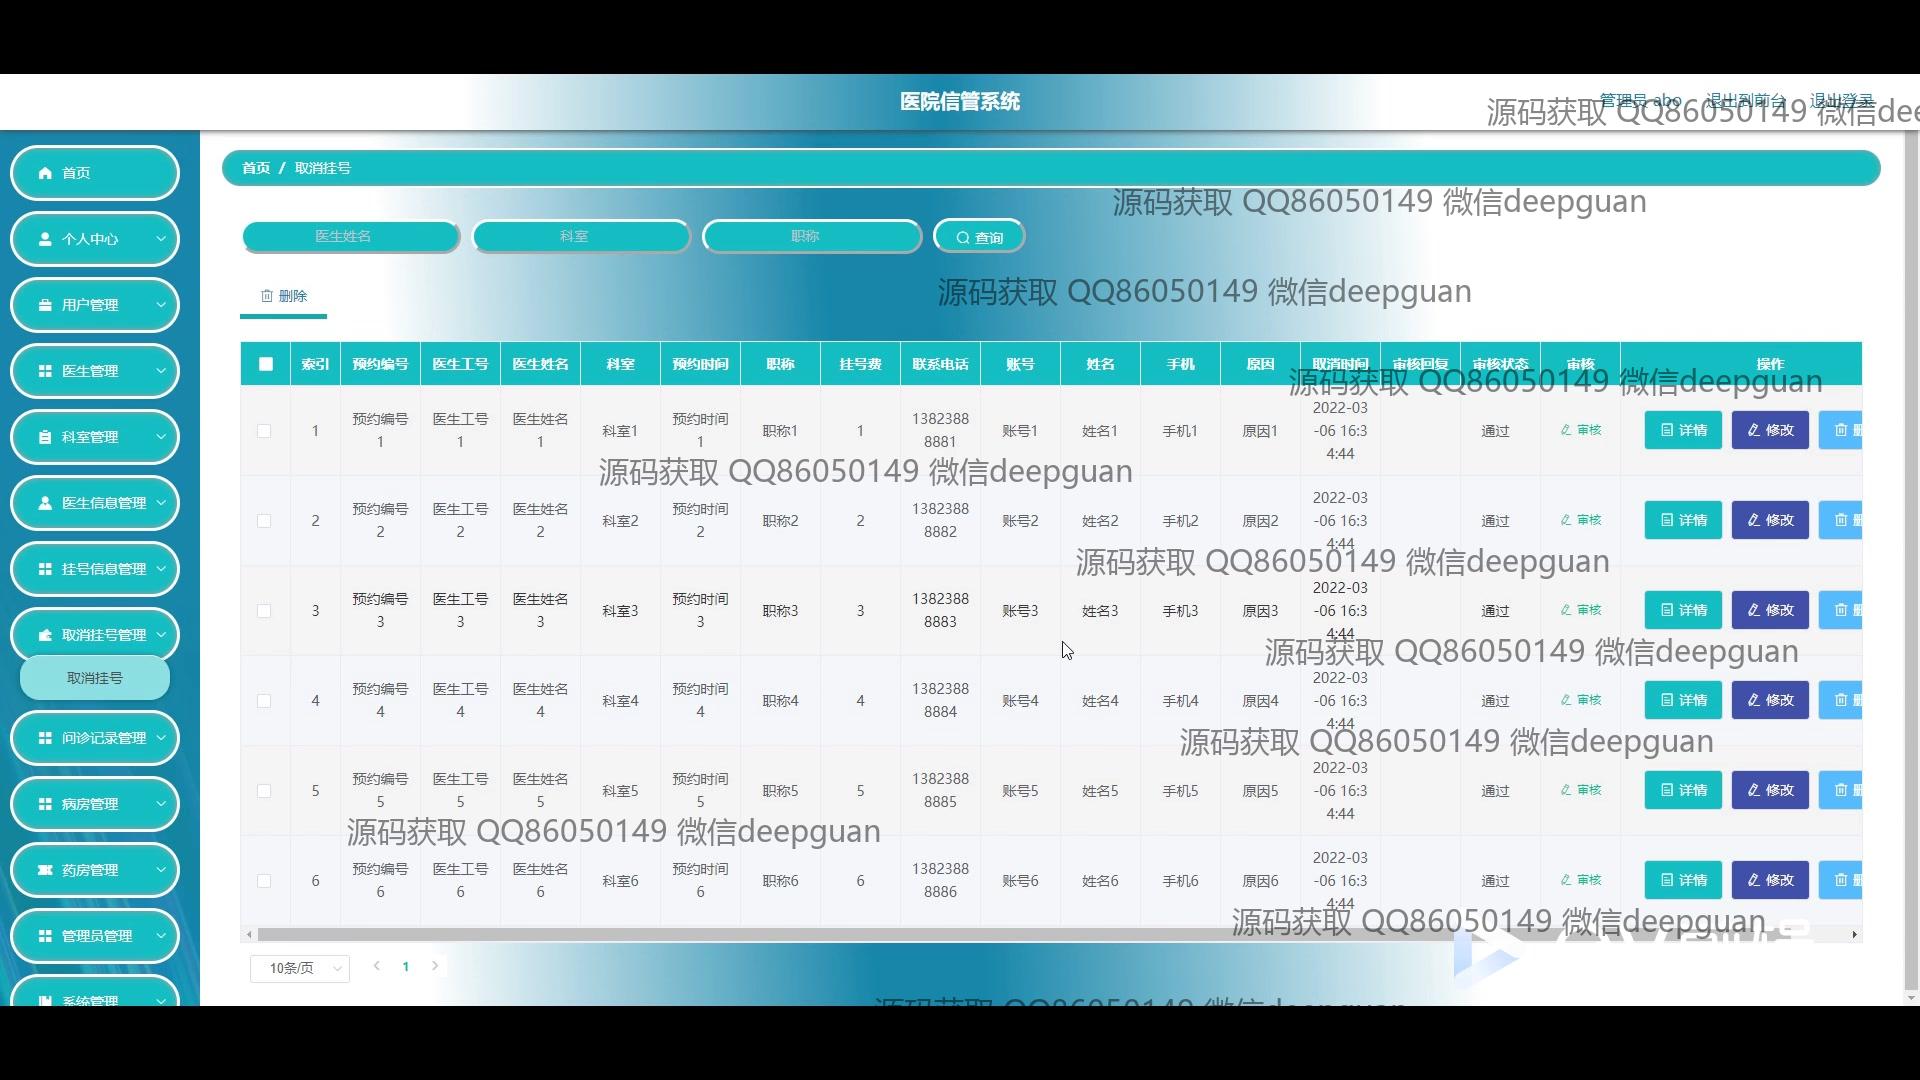 医院信管系统
管理员 abo 退出到前台 退出登录
源码获取 QQ86050149 微信dee
首页
个人中心
用户管理
医生管理
科室管理
医生信息管理
挂号信息管理
取消挂号管理
取消挂号
问诊记录管理
病房管理
药房管理
管理员管理
系统管理
首页 / 取消挂号
源码获取 QQ86050149 微信deepguan
医生姓名 科室 职称 查询
源码获取 QQ86050149 微信deepguan
删除
索引 预约编号 医生工号 医生姓名 科室 预约时间 职称 挂号费 联系电话 账号 姓名 手机 原因 取消时间 审核回复 审核状态 审核 操作
源码获取 QQ86050149 微信deepguan
1 预约编号1 医生工号1 医生姓名1 科室1 预约时间1 职称1 1 13823888881 账号1 姓名1 手机1 原因1 2022-03-06 16:34:44 通过 审核 详情 修改
源码获取 QQ86050149 微信deepguan
2 预约编号2 医生工号2 医生姓名2 科室2 预约时间2 职称2 2 13823888882 账号2 姓名2 手机2 原因2 2022-03-06 16:34:44 通过 审核 详情 修改
源码获取 QQ86050149 微信deepguan
3 预约编号3 医生工号3 医生姓名3 科室3 预约时间3 职称3 3 13823888883 账号3 姓名3 手机3 原因3 2022-03-06 16:34:44 通过 审核 详情 修改
源码获取 QQ86050149 微信deepguan
4 预约编号4 医生工号4 医生姓名4 科室4 预约时间4 职称4 4 13823888884 账号4 姓名4 手机4 原因4 2022-03-06 16:34:44 通过 审核 详情 修改
源码获取 QQ86050149 微信deepguan
5 预约编号5 医生工号5 医生姓名5 科室5 预约时间5 职称5 5 13823888885 账号5 姓名5 手机5 原因5 2022-03-06 16:34:44 通过 审核 详情 修改
源码获取 QQ86050149 微信deepguan
6 预约编号6 医生工号6 医生姓名6 科室6 预约时间6 职称6 6 13823888886 账号6 姓名6 手机6 原因6 2022-03-06 16:34:44 通过 审核 详情 修改
源码获取 QQ86050149 微信deepguan
10条/页 1
源码获取 QQ86050149 微信deepguan